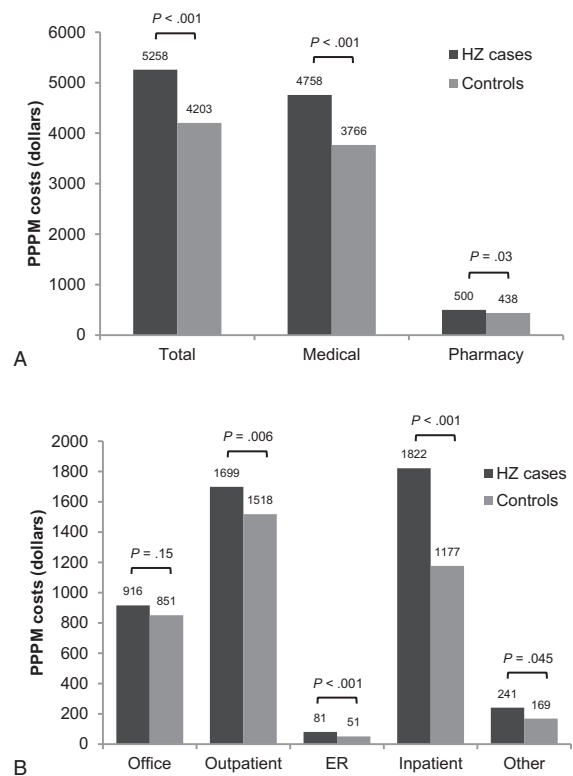 P < .001
6000
5258
P < .001
HZ cases
Controls
5000
4758
4203
4000
3766
3000
2000
P = .03
1000
500
438
0
PPPM costs (dollars)
Total
Medical
Pharmacy
A
P < .001
2000
P = .006
1822
HZ cases
Controls
1800
1699
1600
1518
1400
P = .15
1200
1177
1000
916
851
800
P = .045
600
P < .001
400
241
169
200
81
51
0
PPPM costs (dollars)
Office
Outpatient
ER
Inpatient
Other
B